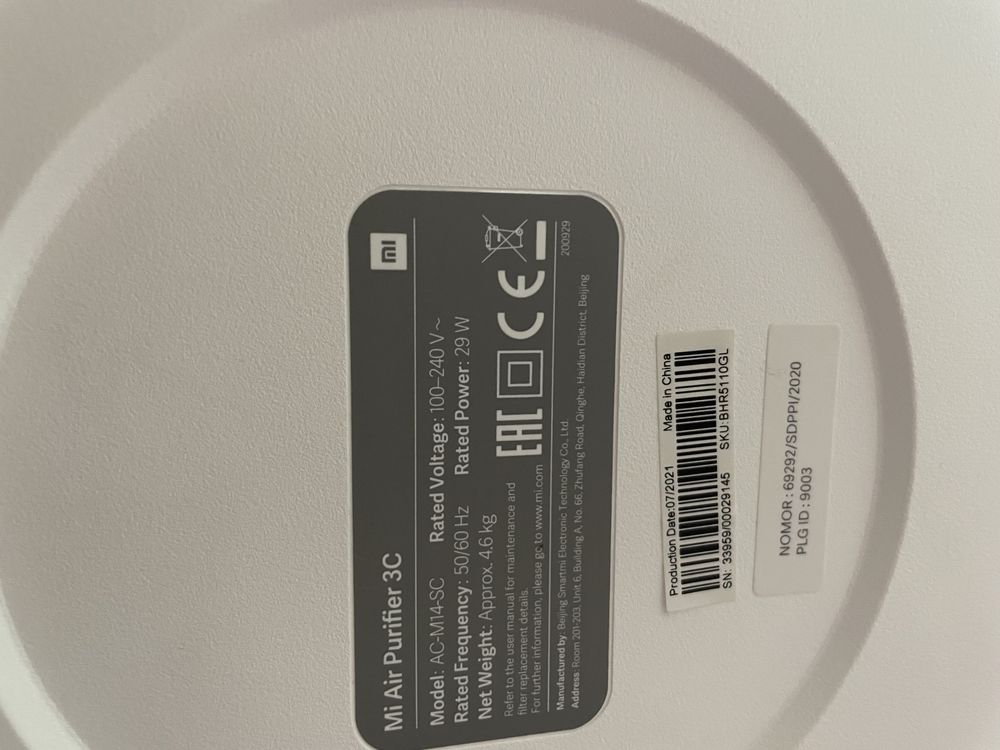 mi
Mi Air Purifier 3C
Model: AC-M14-SC Rated Voltage: 100–240 V ~
Rated Frequency: 50/60 Hz Rated Power: 29 W
Net Weight: Approx. 4.6 kg
Refer to the user manual for maintenance and
filter replacement details.
For further information, please go to www.mi.com
EAC CE
Manufactured by: Beijing Smartmi Electronic Technology Co., Ltd. 200929
Address: Room 201-203, Unit 6, Building A, No. 66, Zhufang Road, Qinghe, Haidian District, Beijing
Production Date:07/2021 Made In China
SN: 33959/00029145 SKU:BHR5110GL
NOMOR : 69292/SDPPI/2020
PLG ID : 9003